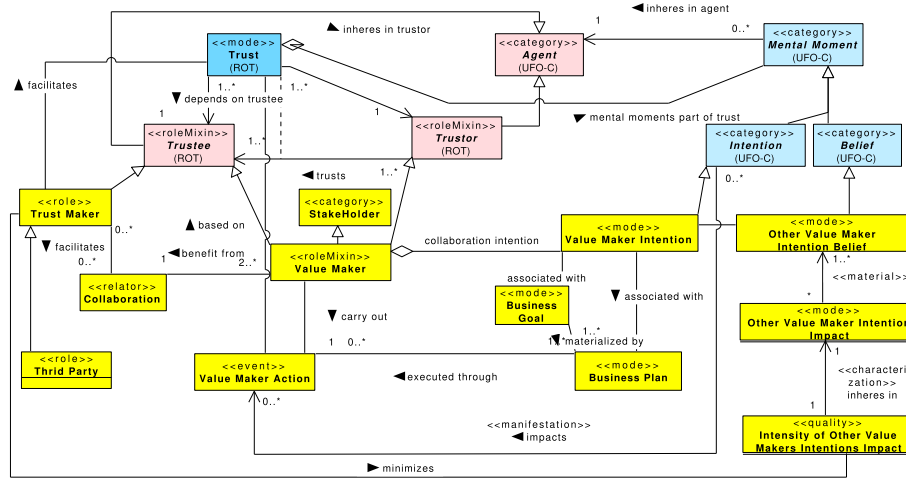 inheres in agent
inheres in trustor
1
0..*
<<mode>>
Trust
(ROT)
<<category>>
Agent
(UFO-C)
<<category>>
Mental Moment
(UFO-C)
facilitates
1..*
1..*
depends on trustee
1
1
mental moments part of trust
<<roleMixin>>
Trustee
(ROT)
1..*
<<roleMixin>>
Trustor
(ROT)
<<category>>
Intention
(UFO-C)
<<category>>
Belief
(UFO-C)
1..*
0..*
trusts
<<role>>
Trust Maker
<<category>>
StakeHolder
0..*
based on
<<mode>>
Value Maker Intention
<<mode>>
Other Value Maker
Intention Belief
facilitates
0..*
1
benefit from
2..*
<<roleMixin>>
Value Maker
collaboration intention
1..*
<<material>>
<<relator>>
Collaboration
associated with
<<mode>>
Business
Goal
associated with
*
<<mode>>
Other Value Maker Intention
Impact
carry out
1..*
1 0..*
1..*
materialized by
1
<<role>>
Thrid Party
<<event>>
Value Maker Action
executed through
<<mode>>
Business Plan
<<characteri
zation>>
inheres in
1
0..*
<<manifestation>>
impacts
<<quality>>
Intensity of Other Value
Makers Intentions Impact
minimizes